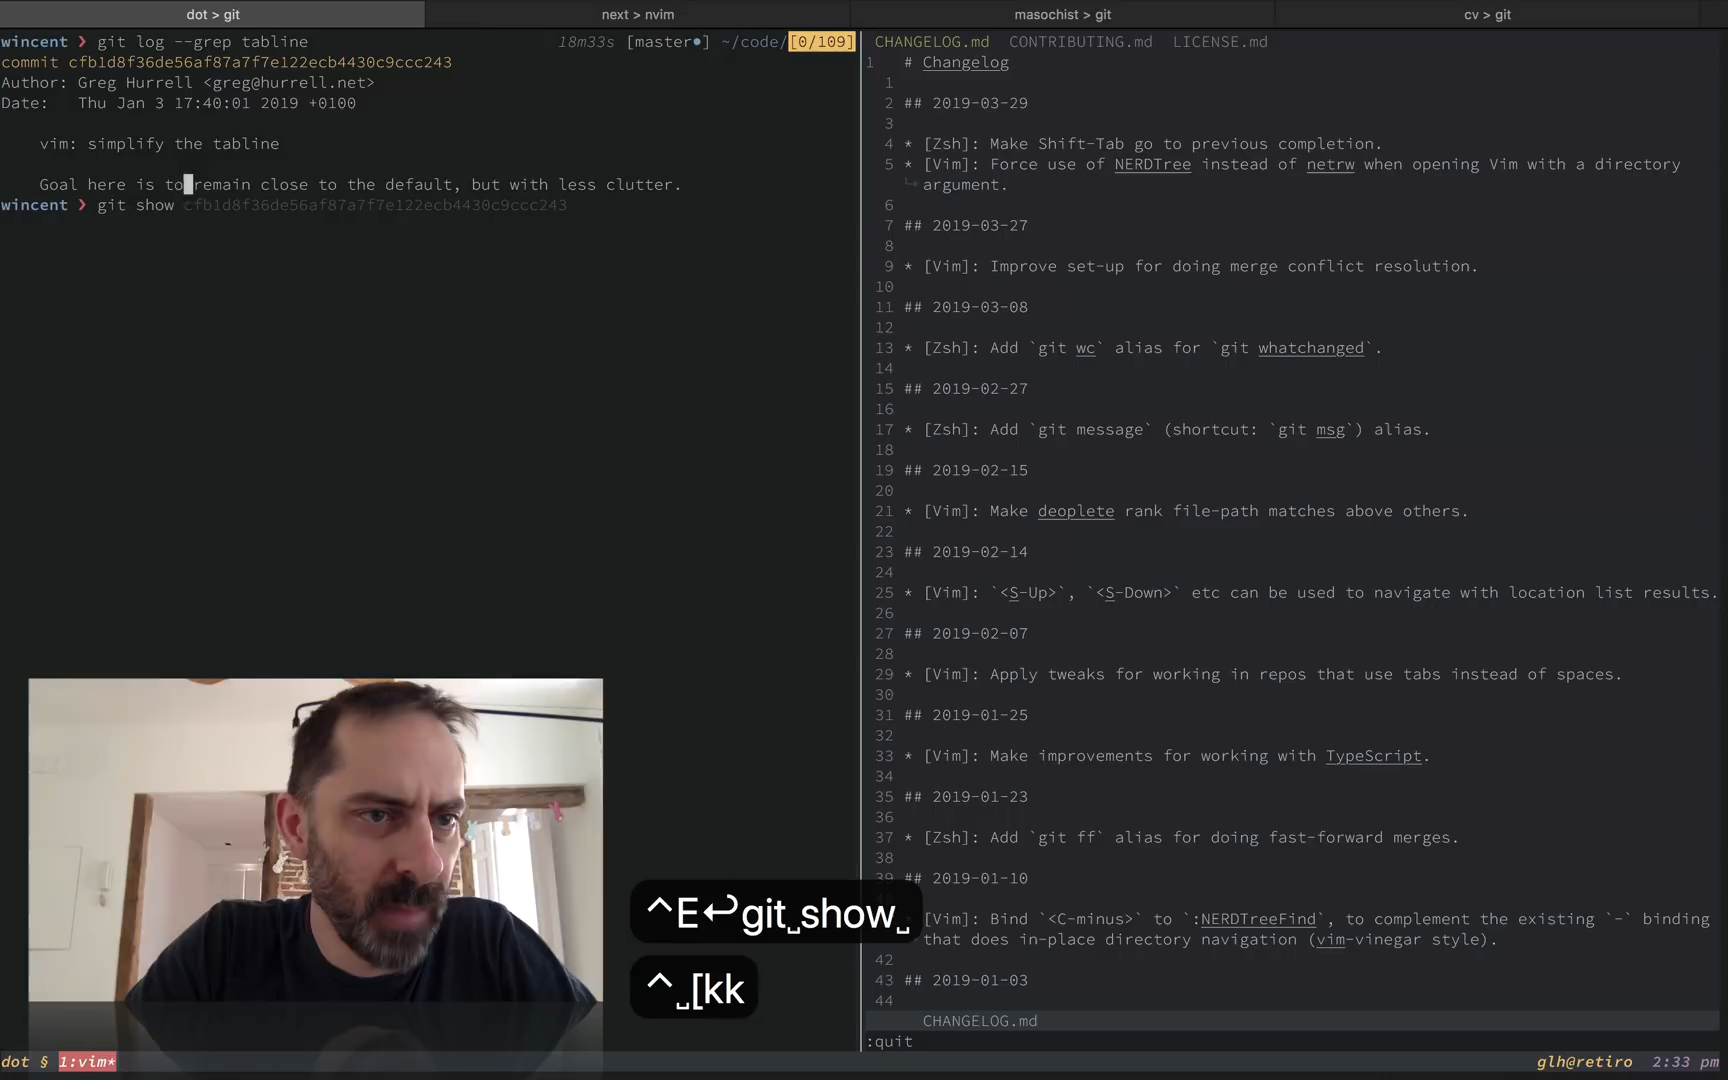 dot > git
next > nvim
masochist > git
cv > git
wincent ❯ git log --grep tabline 18m33s [master●] ~/code/[0/109]
commit cfb1d8f36de56af87a7f7e122ecb4430c9ccc243
Author: Greg Hurrell <greg@hurrell.net>
Date: Thu Jan 3 17:40:01 2019 +0100
vim: simplify the tabline
Goal here is to remain close to the default, but with less clutter.
wincent ❯ git show cfb1d8f36de56af87a7f7e122ecb4430c9ccc243
CHANGELOG.md CONTRIBUTING.md LICENSE.md
1 # Changelog
1
2 ## 2019-03-29
3
4 * [Zsh]: Make Shift-Tab go to previous completion.
5 * [Vim]: Force use of NERDTree instead of netrw when opening Vim with a directory
argument.
6
7 ## 2019-03-27
8
9 * [Vim]: Improve set-up for doing merge conflict resolution.
10
11 ## 2019-03-08
12
13 * [Zsh]: Add `git wc` alias for `git whatchanged`.
14
15 ## 2019-02-27
16
17 * [Zsh]: Add `git message` (shortcut: `git msg`) alias.
18
19 ## 2019-02-15
20
21 * [Vim]: Make deoplete rank file-path matches above others.
22
23 ## 2019-02-14
24
25 * [Vim]: `<S-Up>`, `<S-Down>` etc can be used to navigate with location list results.
26
27 ## 2019-02-07
28
29 * [Vim]: Apply tweaks for working in repos that use tabs instead of spaces.
30
31 ## 2019-01-25
32
33 * [Vim]: Make improvements for working with TypeScript.
34
35 ## 2019-01-23
36
37 * [Zsh]: Add `git ff` alias for doing fast-forward merges.
38
39 ## 2019-01-10
[Vim]: Bind `<C-minus>` to `:NERDTreeFind`, to complement the existing `-` binding
that does in-place directory navigation (vim-vinegar style).
42
43 ## 2019-01-03
44
CHANGELOG.md
:quit
^E↩git␣show␣
^␣[kk
dot § 1:vim*
glh@retiro 2:33 pm